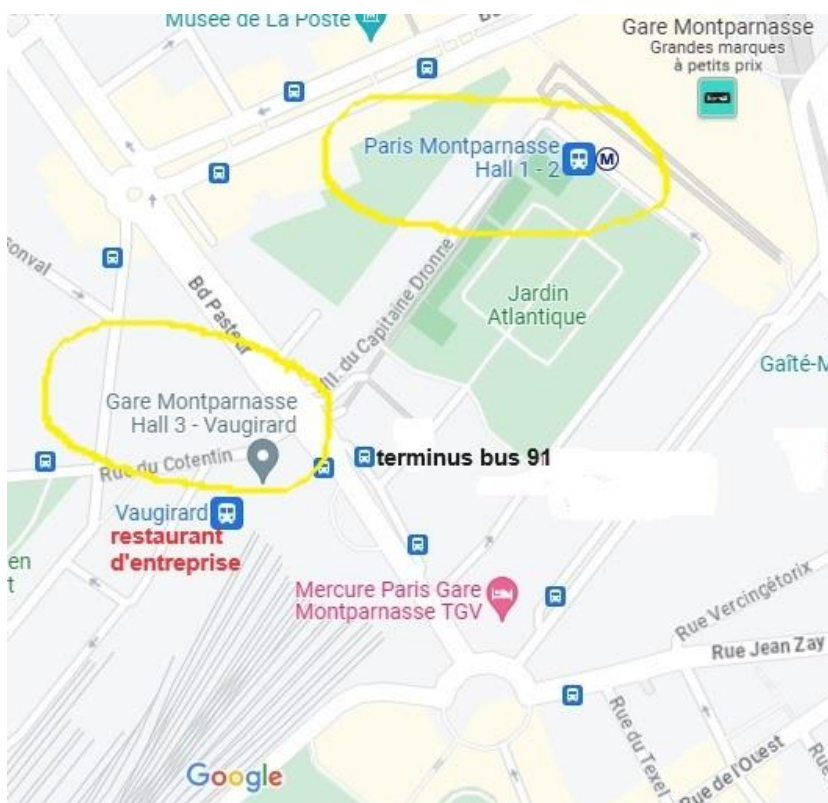 Musée de La Poste
Gare Montparnasse
Grandes marques
à petits prix
Paris Montparnasse
Hall 1 - 2
M
Bd Pasteur
All. du Capitaine Dronne
Jardin
Atlantique
Gaîté-M
Gare Montparnasse
Hall 3 - Vaugirard
Rue du Cotentin
terminus bus 91
Vaugirard
restaurant
d'entreprise
en
t
Mercure Paris Gare
Montparnasse TGV
Rue Vercingétorix
Rue Jean Zay
Rue du Texel
Rue de l'Ouest
Google